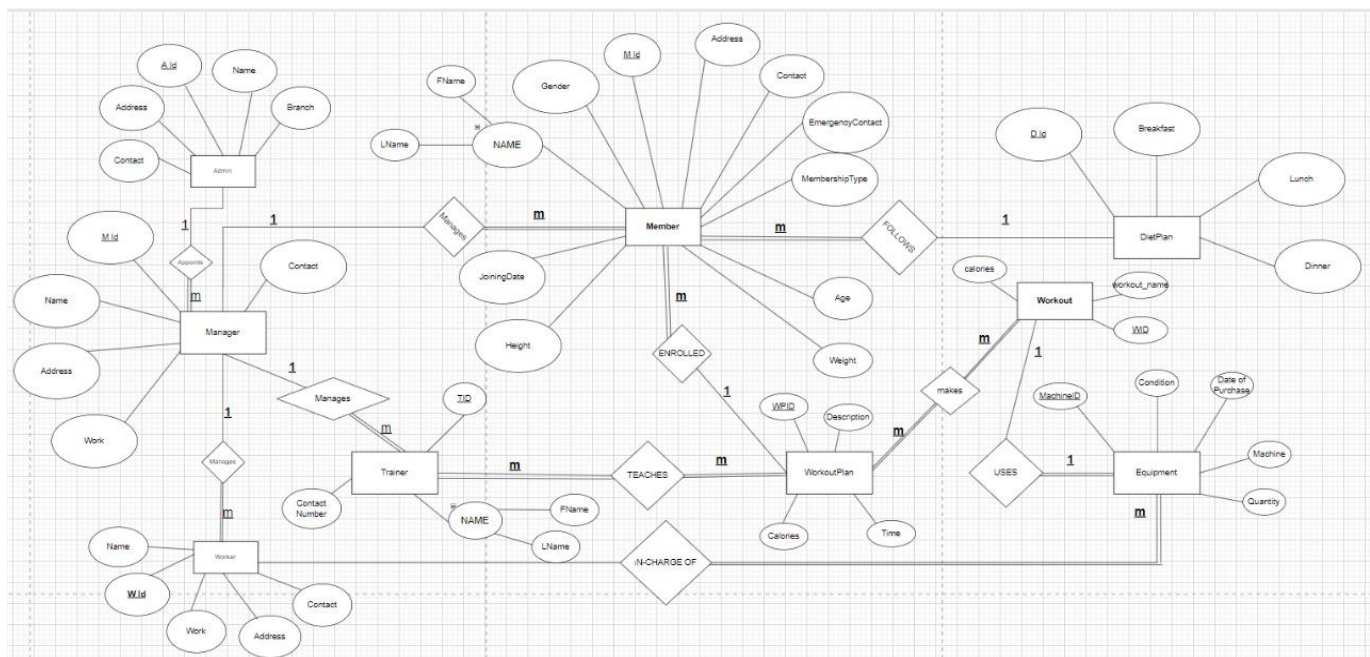 A Id
Name
Address
Branch
Contact
Admin
1
Appoints
m
M Id
Contact
Name
Manager
Address
Work
1
Manages
m
FName
LName
NAME
Gender
M Id
Address
Contact
EmergencyContact
MembershipType
Member
JoiningDate
Height
Age
Weight
m
FOLLOWS
1
D Id
Breakfast
Lunch
DietPlan
Dinner
m
ENROLLED
1
calories
workout_name
Workout
WID
m
makes
m
1
USES
1
MachineID
Condition
Date of
Purchase
Machine
Equipment
Quantity
m
1
Manages
m
TID
Trainer
Contact
Number
NAME
FName
LName
m
TEACHES
m
WPID
Description
WorkoutPlan
Calories
Time
1
Manages
m
Name
Worker
W Id
Work
Address
Contact
IN-CHARGE OF